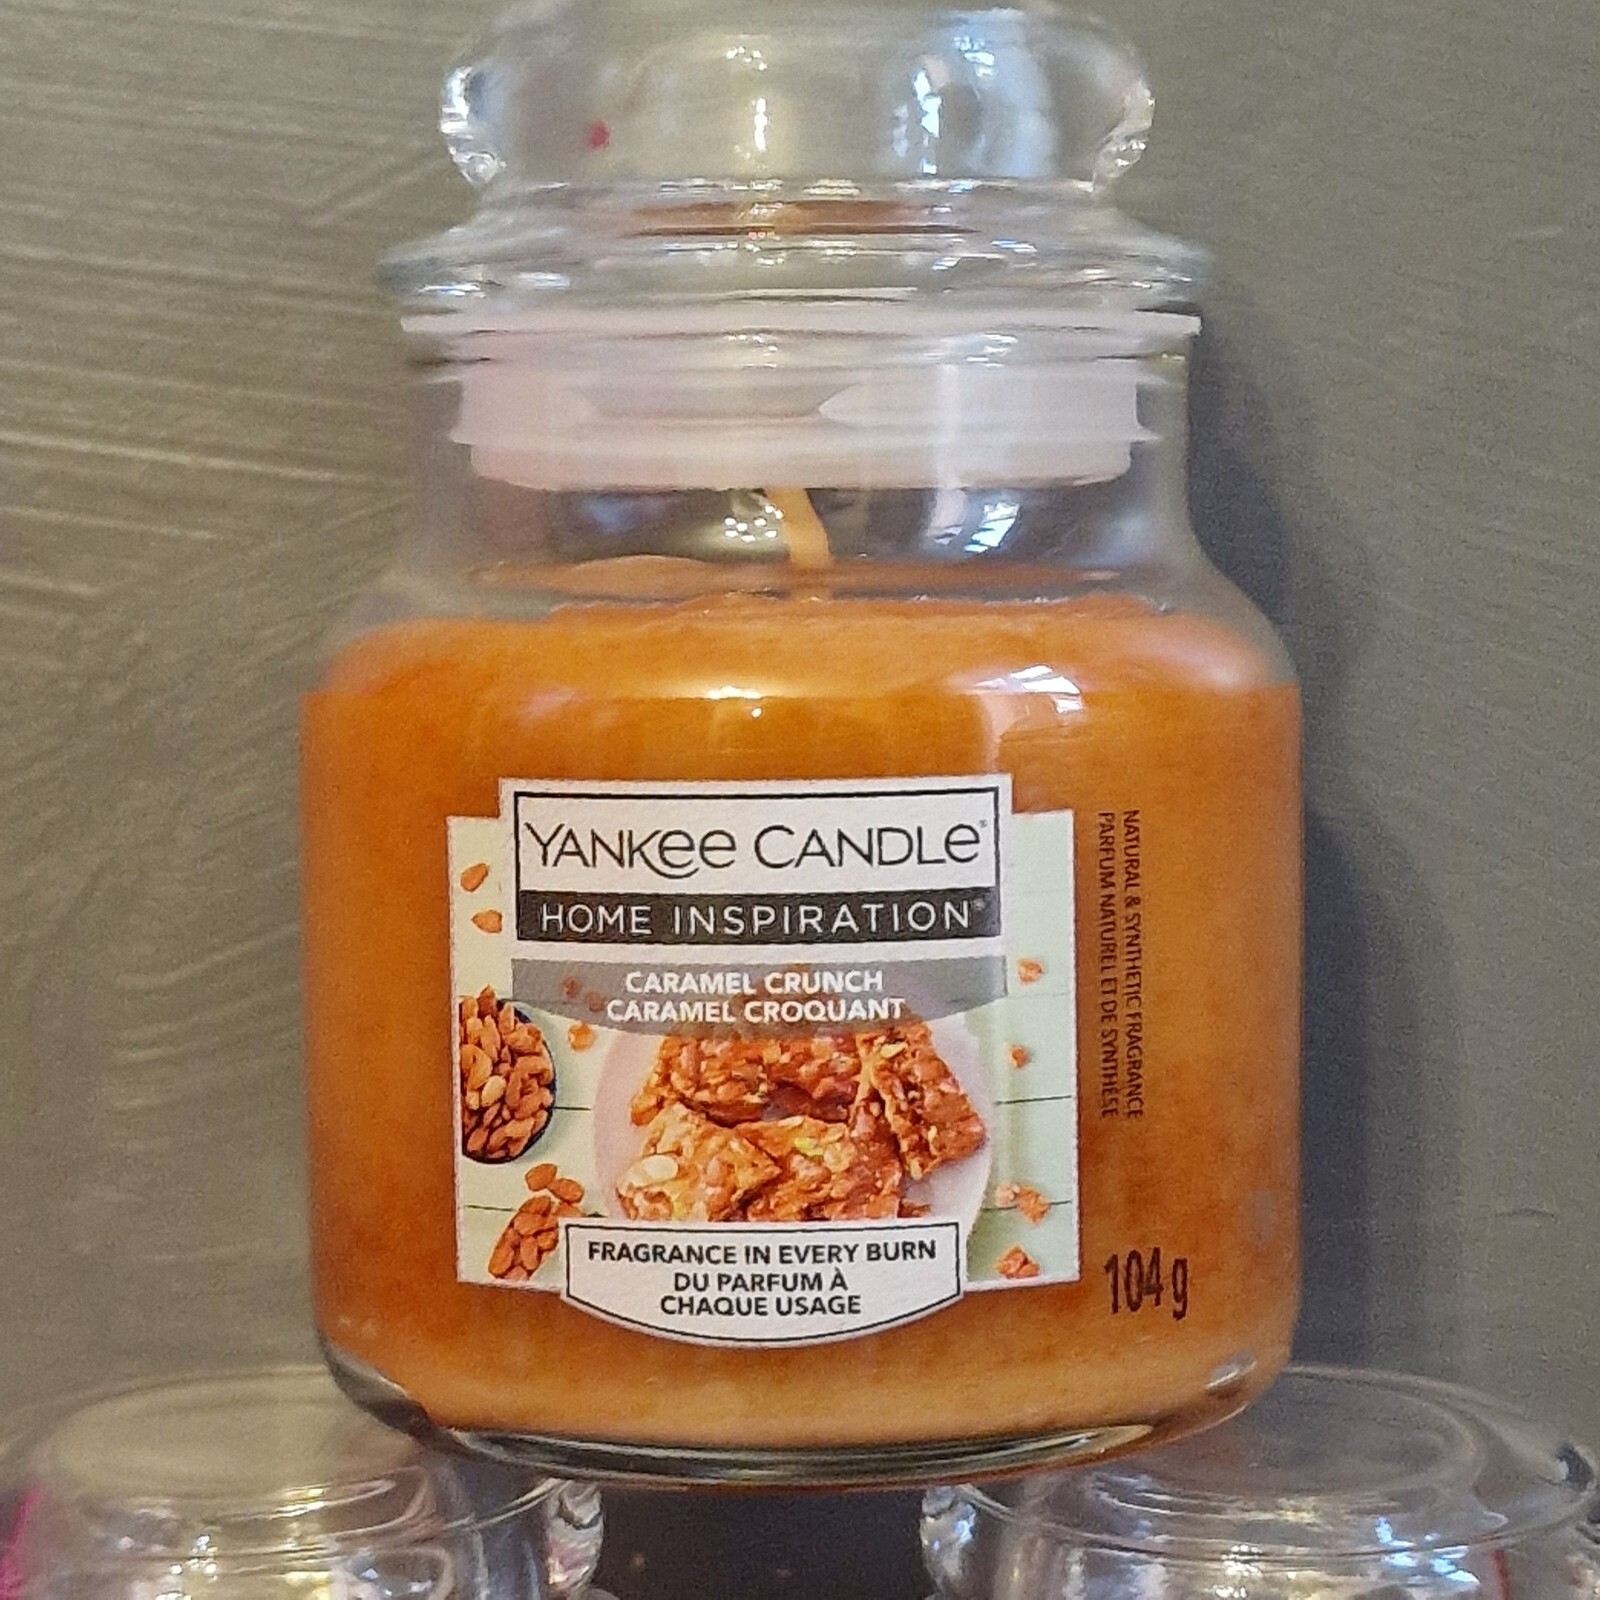 YANKEE CANDLE®
HOME INSPIRATION®
CARAMEL CRUNCH
CARAMEL CROQUANT
FRAGRANCE IN EVERY BURN
DU PARFUM À
CHAQUE USAGE
NATURAL & SYNTHETIC FRAGRANCE
PARFUM NATUREL ET DE SYNTHÈSE
104 g